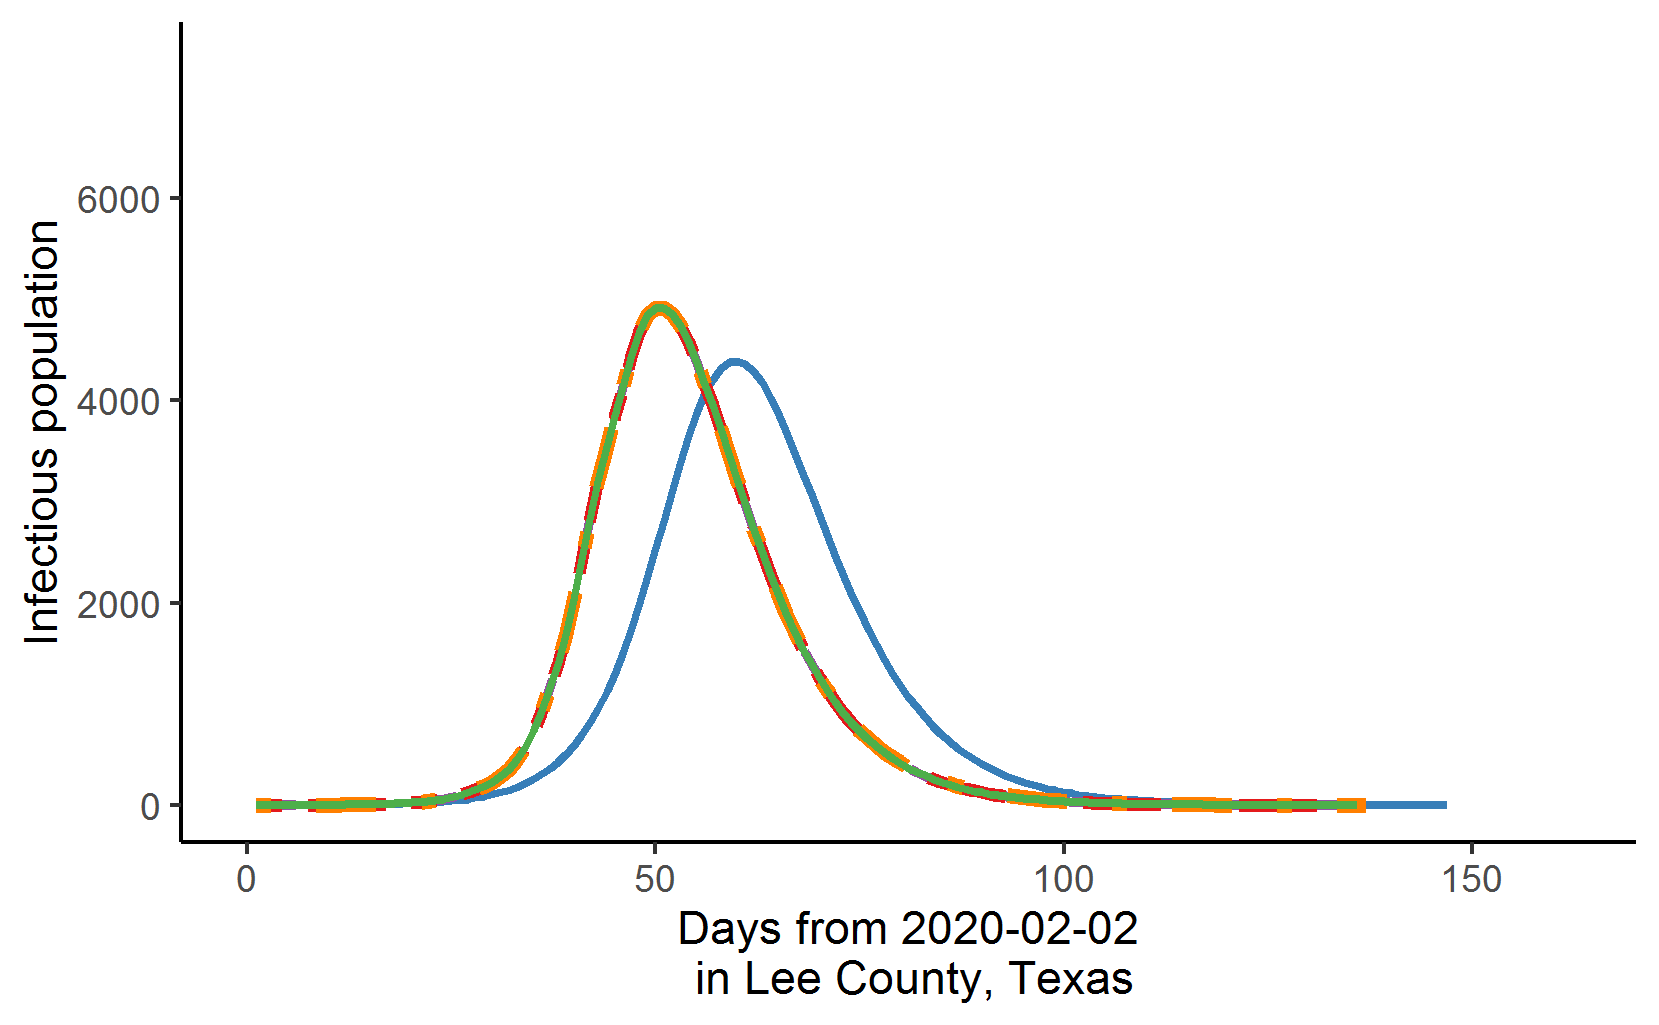 Infectious population
6000
4000
2000
0
0 50 100 150
Days from 2020-02-02
in Lee County, Texas